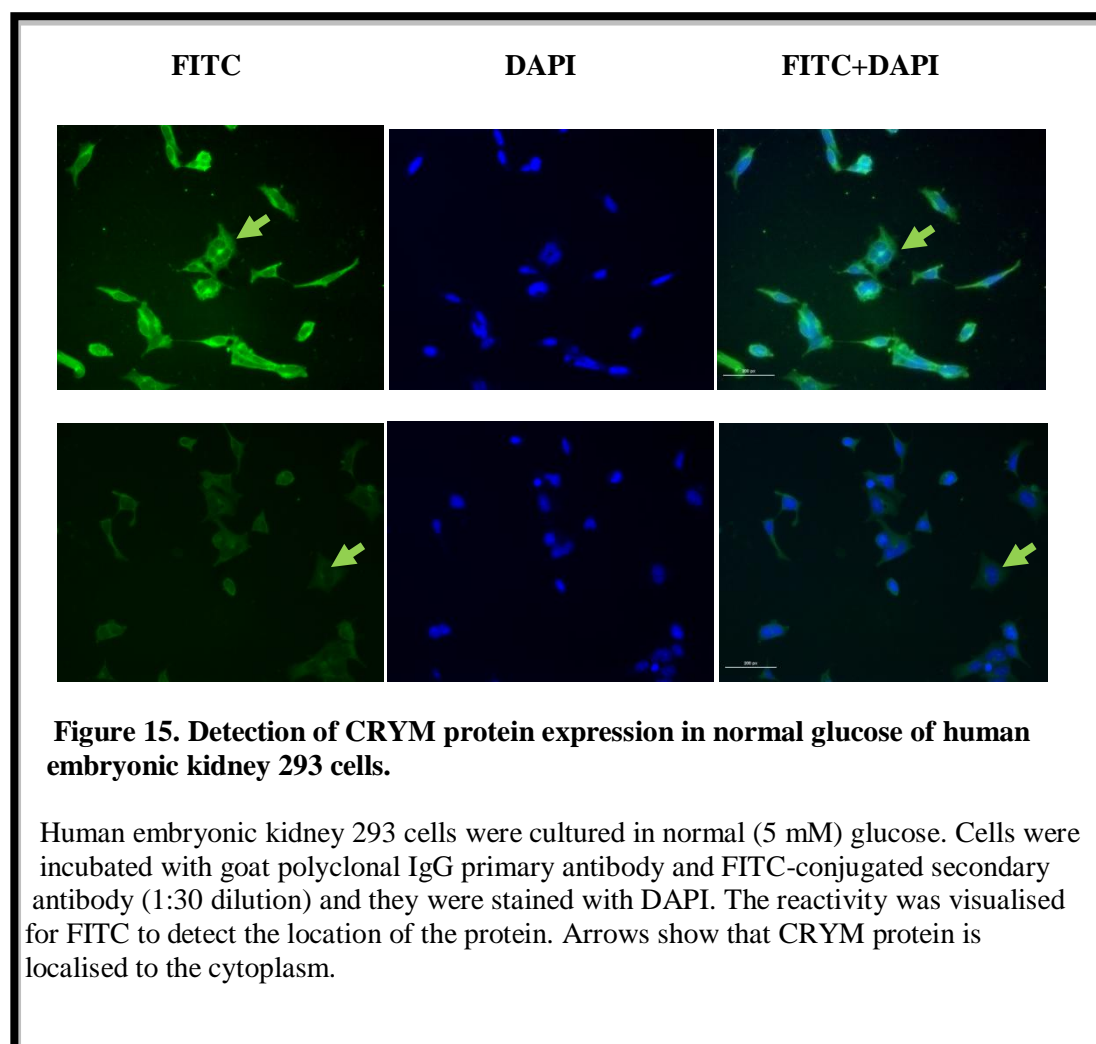 FITC DAPI FITC+DAPI
200 µm
Figure 15. Detection of CRYM protein expression in normal glucose of human
embryonic kidney 293 cells.
Human embryonic kidney 293 cells were cultured in normal (5 mM) glucose. Cells were
incubated with goat polyclonal IgG primary antibody and FITC-conjugated secondary
antibody (1:30 dilution) and they were stained with DAPI. The reactivity was visualised
for FITC to detect the location of the protein. Arrows show that CRYM protein is
localised to the cytoplasm.